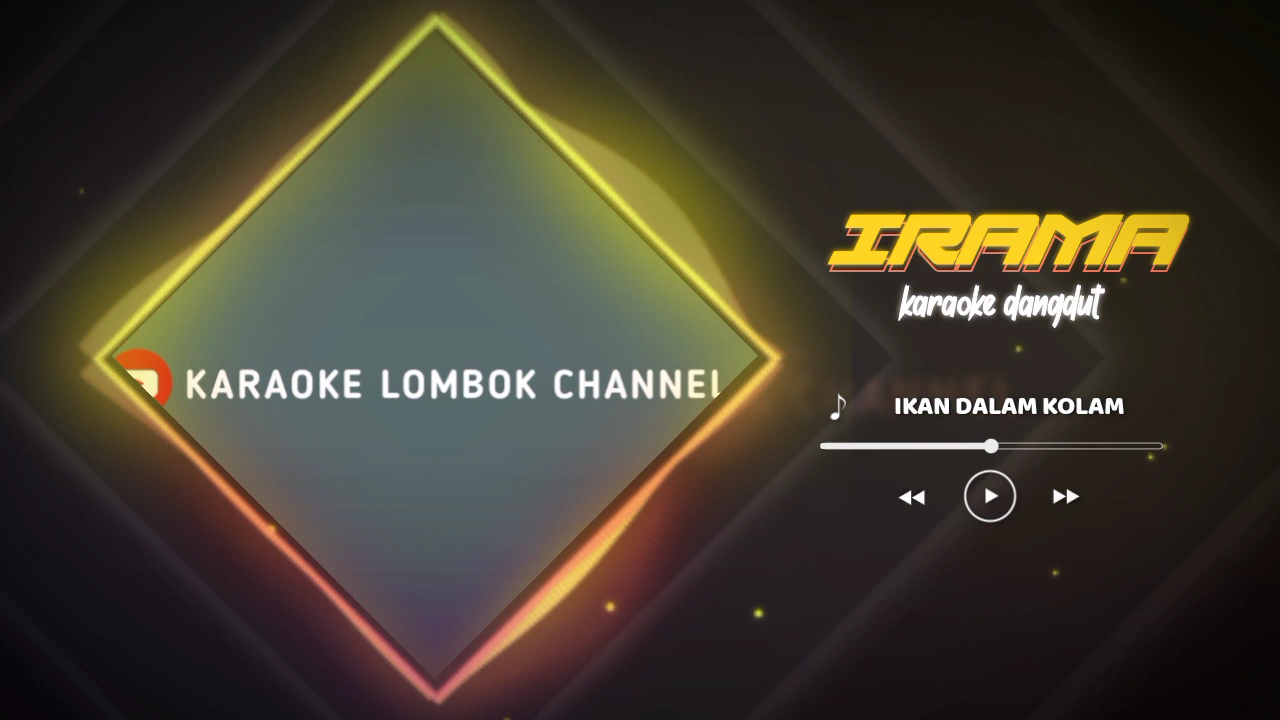 KARAOKE LOMBOK CHANNEL
IRAMA
karaoke dangdut
IKAN DALAM KOLAM